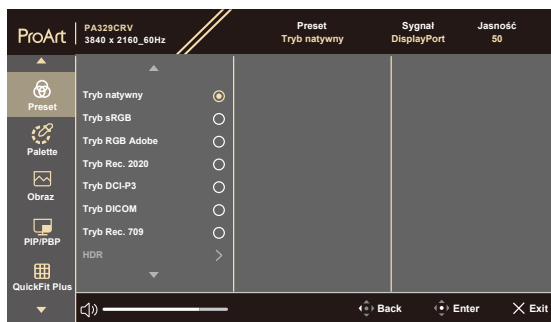 ProArt
PA329CRV
3840 x 2160_60Hz
Preset
Tryb natywny
Sygnał
DisplayPort
Jasność
50
Preset
Palette
Obraz
PIP/PBP
QuickFit Plus
Tryb natywny
Tryb sRGB
Tryb RGB Adobe
Tryb Rec. 2020
Tryb DCI-P3
Tryb DICOM
Tryb Rec. 709
HDR
Back
Enter
Exit